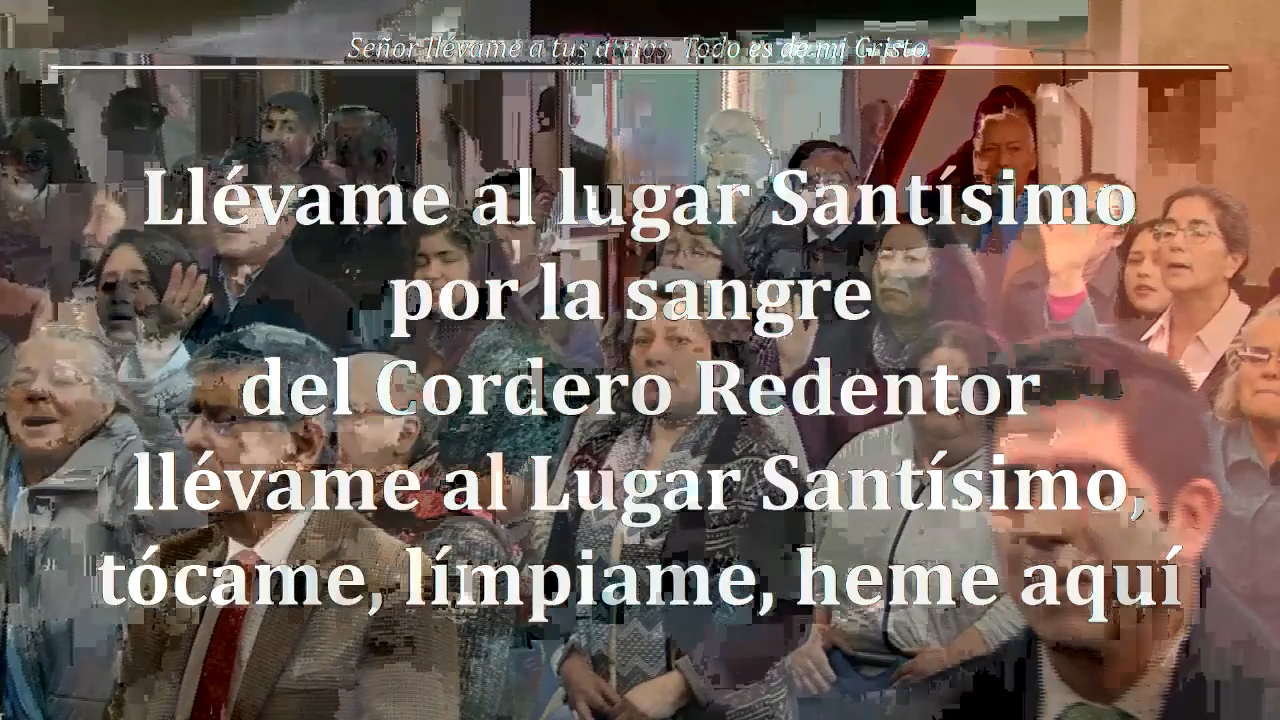 Señor llévame a tus atrios, Todo es de mi Cristo.
Llévame al lugar Santísimo
por la sangre
del Cordero Redentor
llévame al Lugar Santísimo,
tócame, límpiame, heme aquí